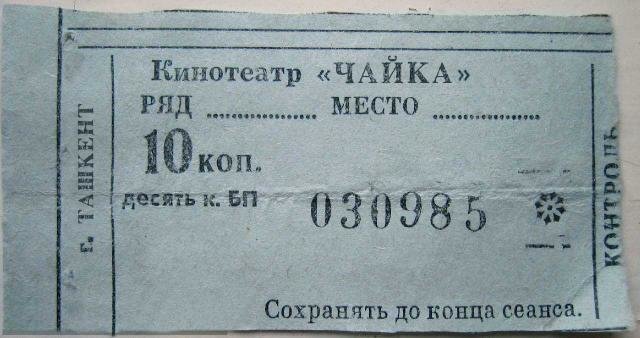 г. ТАШКЕНТ
Кинотеатр «ЧАЙКА»
РЯД ............... МЕСТО ...............
10 коп.
десять к. БП
030985
Сохранять до конца сеанса.
КОНТРОЛЬ